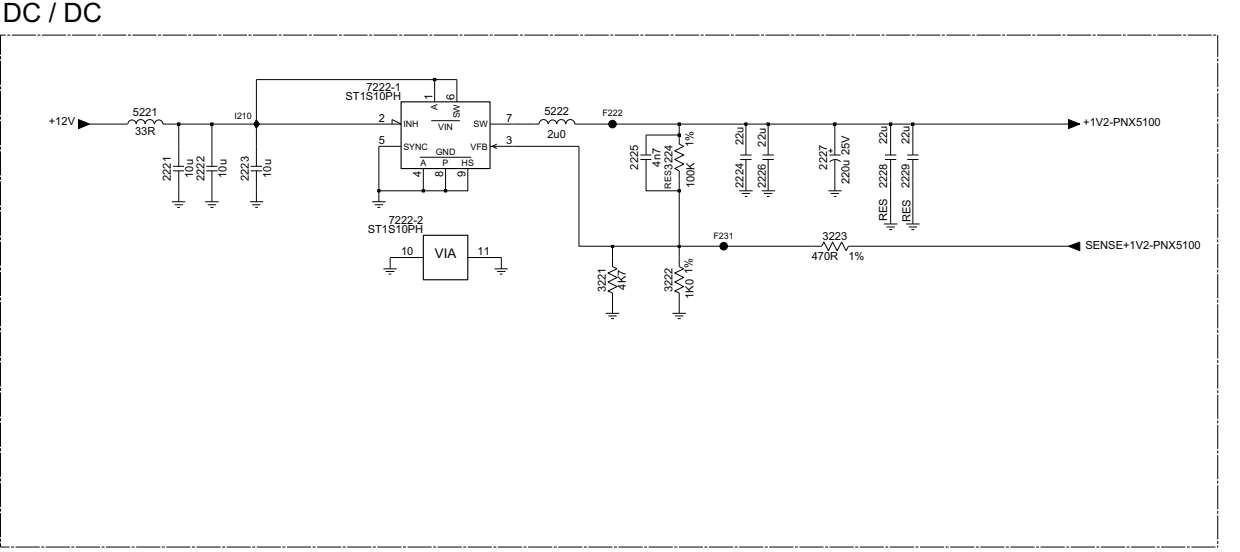 DC / DC
+12V
5221
33R
2221
10u
2222
10u
I210
2223
10u
7222-1
ST1S10PH
1
6
A
SW
VIN
2
INH
5
SYNC
SW
7
VFB
3
GND
A
P
HS
4
8
9
5222
2u0
F222
2225
4n7
RES
3224
1%
100K
2224
22u
2226
22u
2227
+
220u
25V
RES
2228
22u
RES
2229
22u
+1V2-PNX5100
7222-2
ST1S10PH
10
VIA
11
3221
4K7
3222
1%
1K0
F231
3223
470R
1%
SENSE+1V2-PNX5100